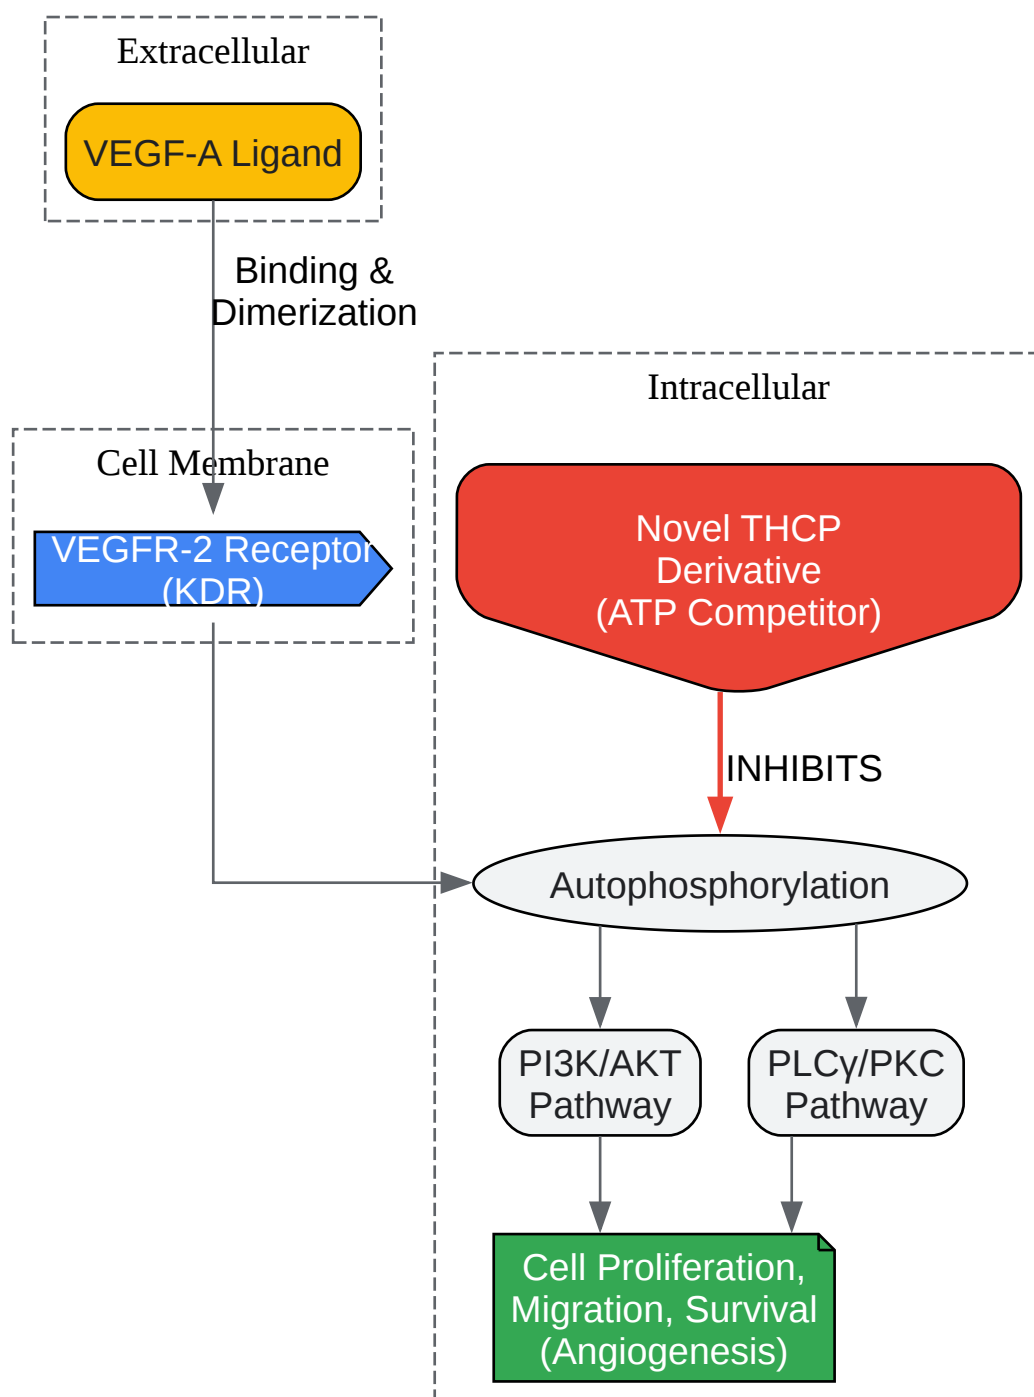 Extracellular
VEGF-A Ligand
Binding &
Dimerization
Intracellular
Cell Membrane
VEGFR-2 Receptor
(KDR)
Novel THCP
Derivative
(ATP Competitor)
INHIBITS
Autophosphorylation
PI3K/AKT
Pathway
PLCγ/PKC
Pathway
Cell Proliferation,
Migration, Survival
(Angiogenesis)